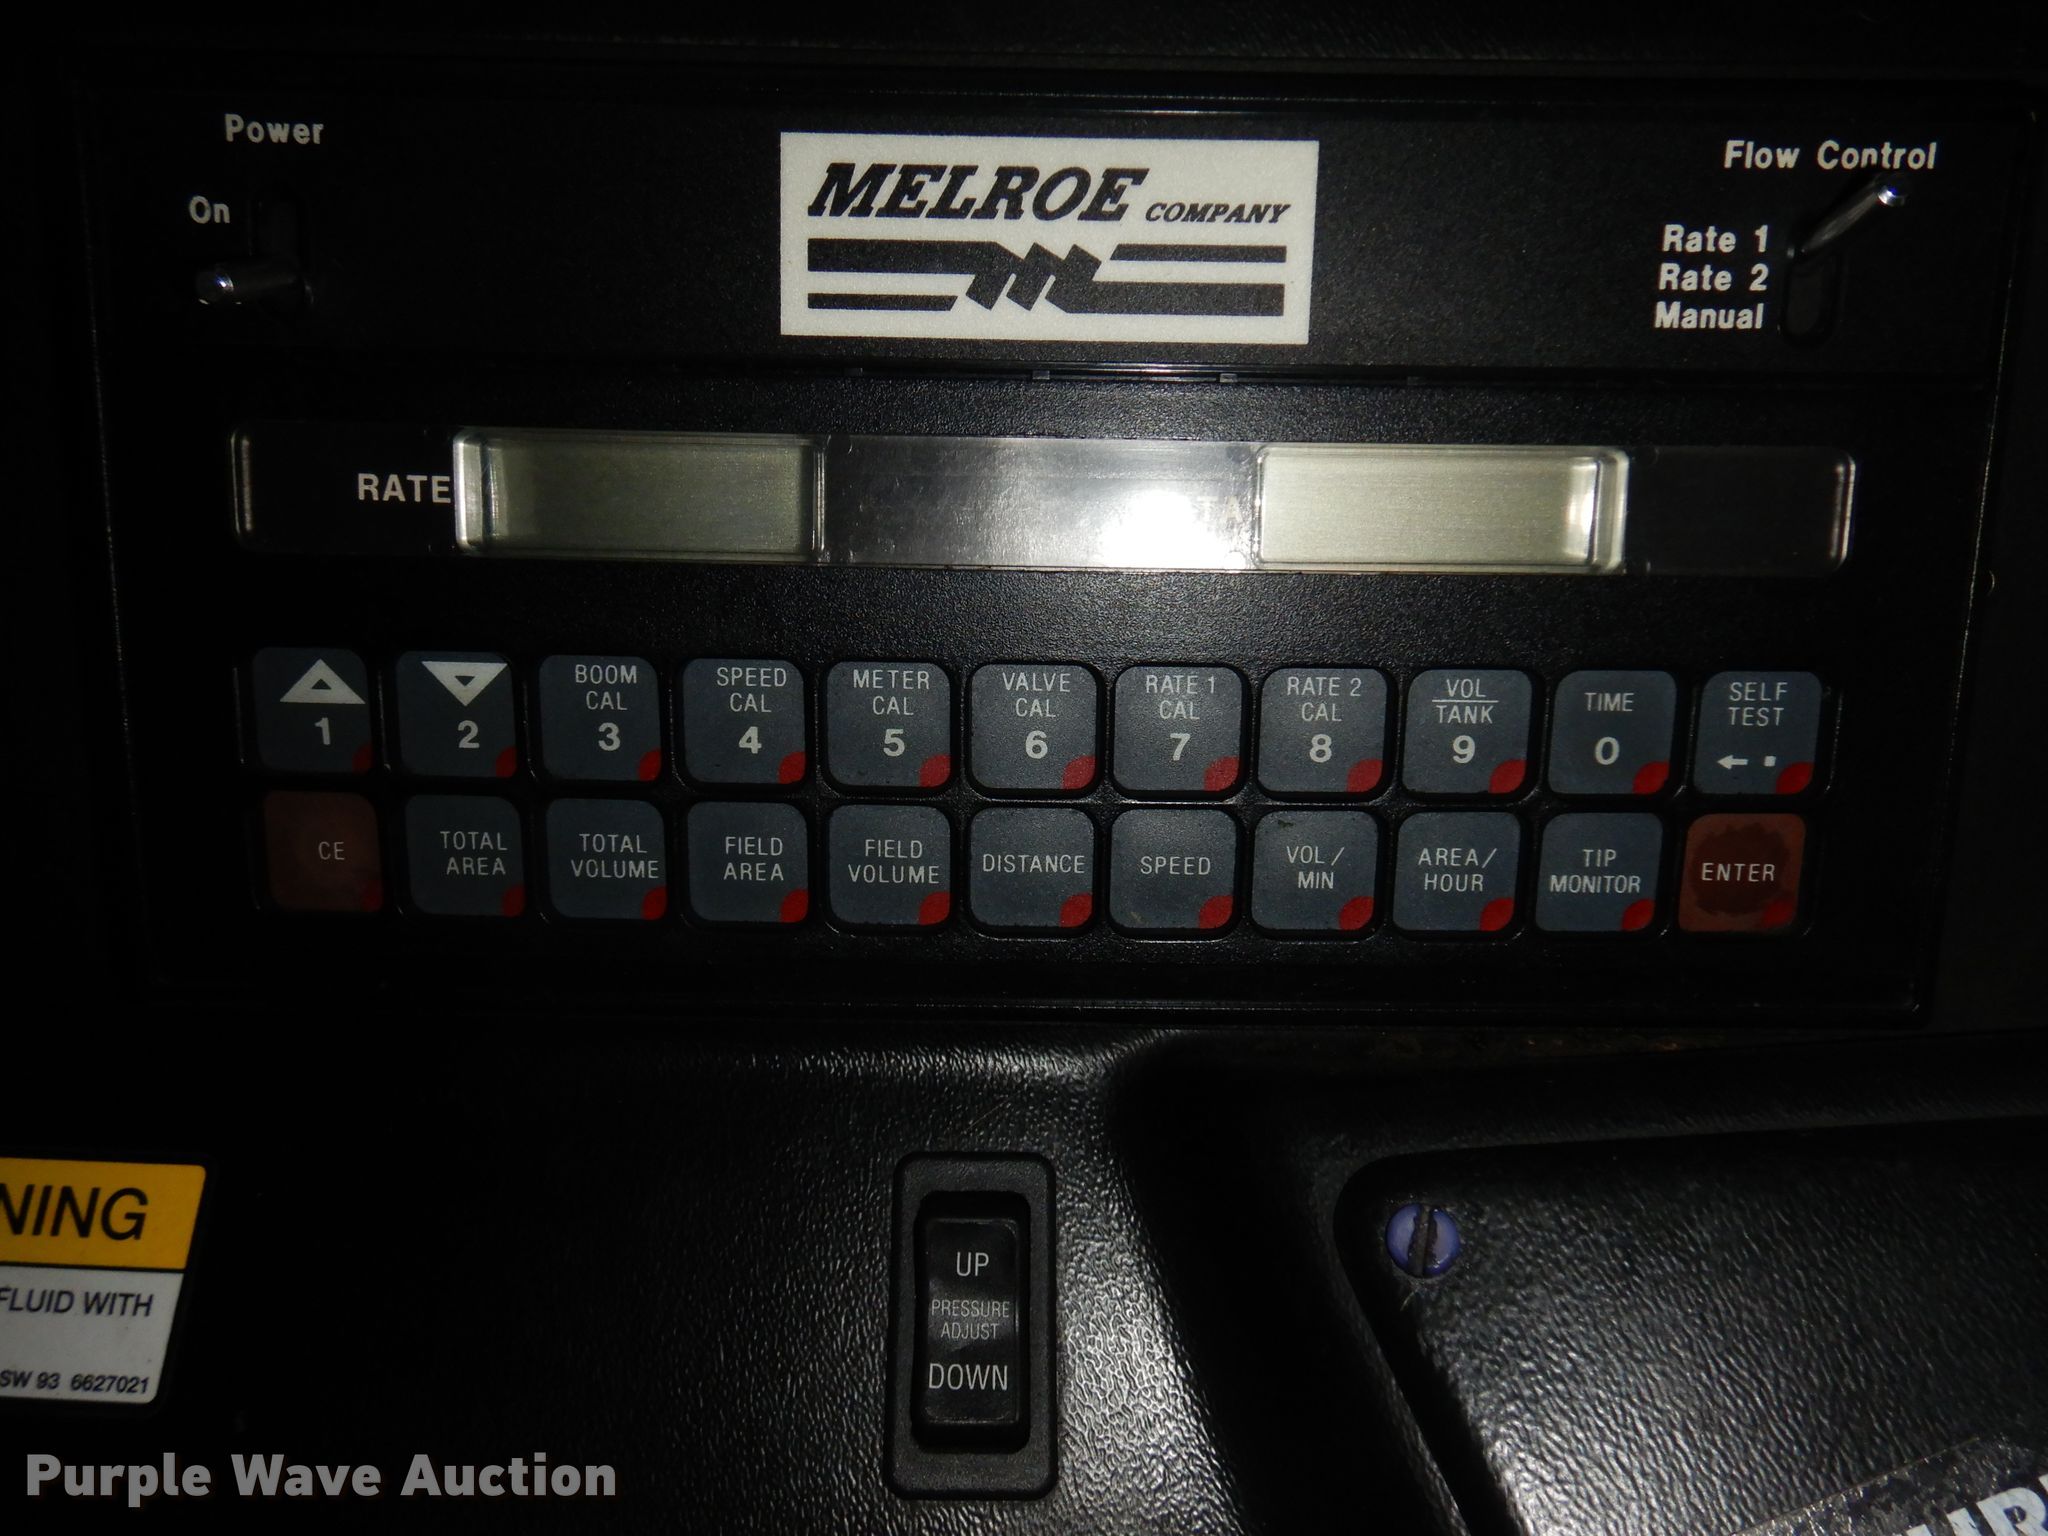 Power
On
MELROE COMPANY
Flow Control
Rate 1
Rate 2
Manual
RATE
1
2
BOOM
CAL
3
SPEED
CAL
4
METER
CAL
5
VALVE
CAL
6
RATE 1
CAL
7
RATE 2
CAL
8
VOL
TANK
9
TIME
0
SELF
TEST
← ·
CE
TOTAL
AREA
TOTAL
VOLUME
FIELD
AREA
FIELD
VOLUME
DISTANCE
SPEED
VOL /
MIN
AREA/
HOUR
TIP
MONITOR
ENTER
NING
FLUID WITH
SW 93 6627021
UP
PRESSURE
ADJUST
DOWN
Purple Wave Auction